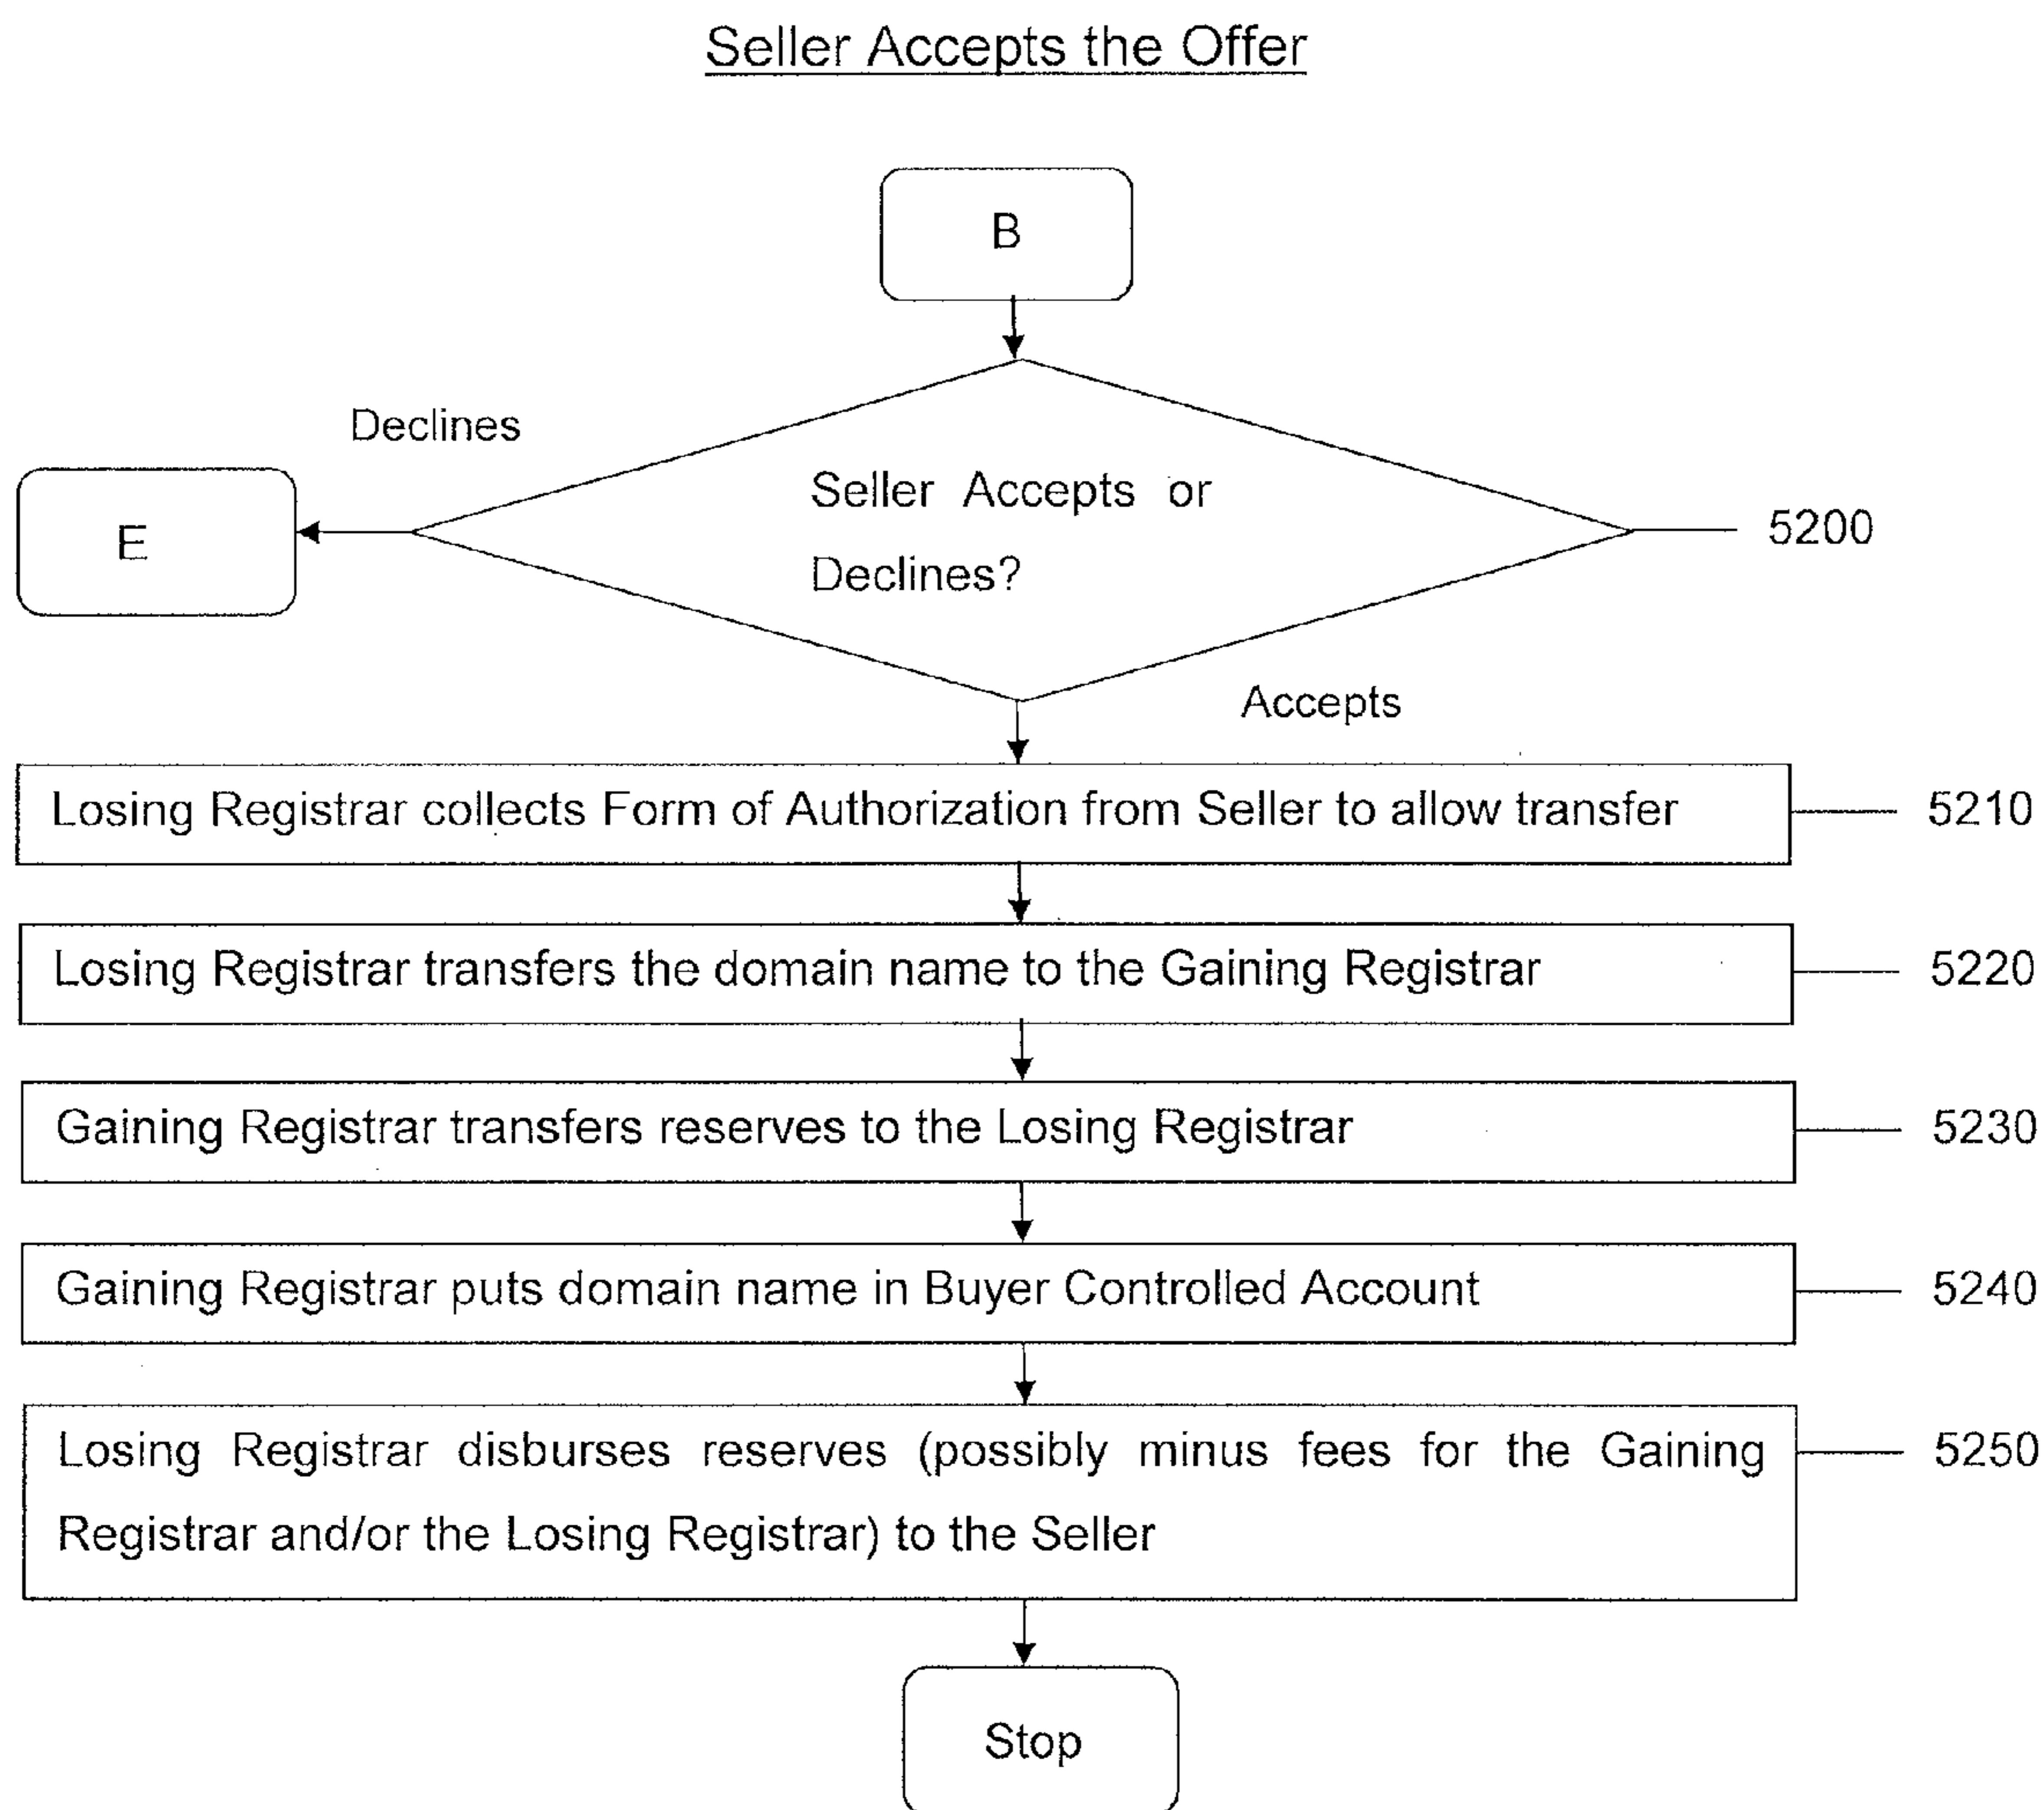 Seller Accepts the Offer
B
Declines
E
Seller Accepts or
Declines?
5200
Accepts
Losing Registrar collects Form of Authorization from Seller to allow transfer
5210
Losing Registrar transfers the domain name to the Gaining Registrar
5220
Gaining Registrar transfers reserves to the Losing Registrar
5230
Gaining Registrar puts domain name in Buyer Controlled Account
5240
Losing Registrar disburses reserves (possibly minus fees for the Gaining
5250
Registrar and/or the Losing Registrar) to the Seller
Stop